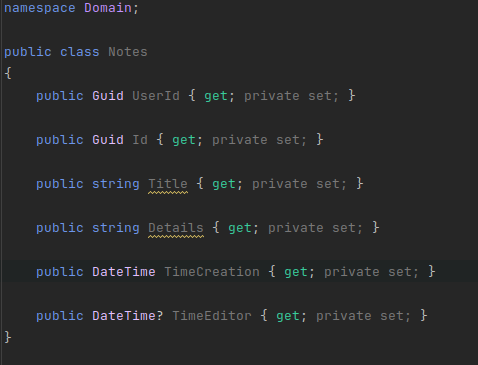 namespace Domain;
public class Notes
{
public Guid UserId { get; private set; }
public Guid Id { get; private set; }
public string Title { get; private set; }
public string Details { get; private set; }
public DateTime TimeCreation { get; private set; }
public DateTime? TimeEditor { get; private set; }
}